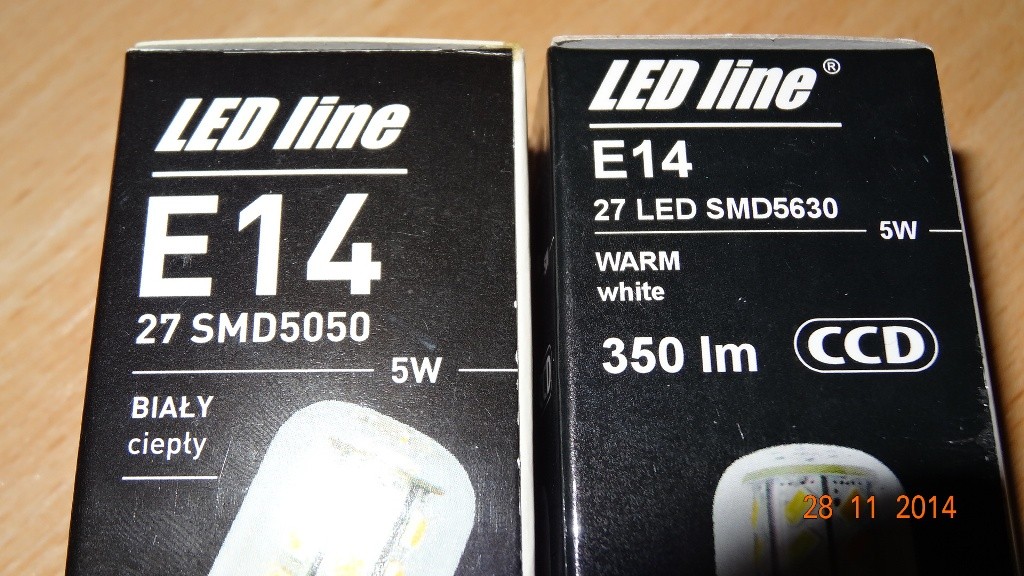 LED line
E14
27 SMD5050
5W
BIAŁY
ciepły
LED line®
E14
27 LED SMD5630
5W
WARM
white
350 lm
CCD
28 11 2014